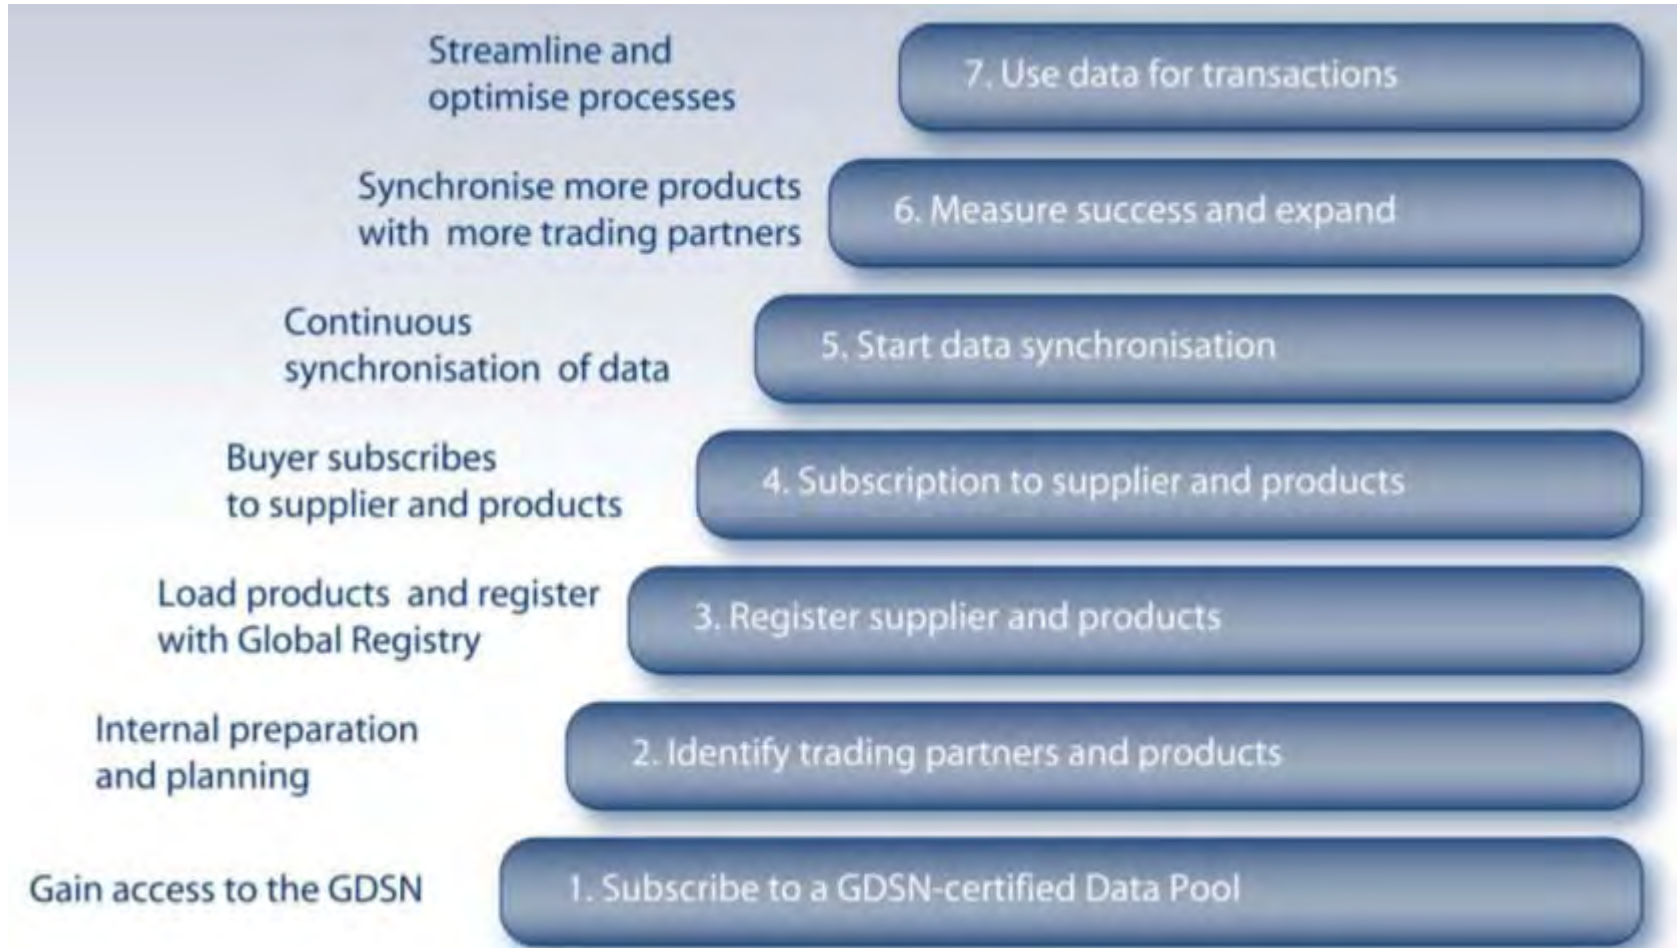 Streamline and
optimise processes
7. Use data for transactions
Synchronise more products
with more trading partners
6. Measure success and expand
Continuous
synchronisation of data
5. Start data synchronisation
Buyer subscribes
to supplier and products
4. Subscription to supplier and products
Load products and register
with Global Registry
3. Register supplier and products
Internal preparation
and planning
2. Identify trading partners and products
Gain access to the GDSN
1. Subscribe to a GDSN-certified Data Pool